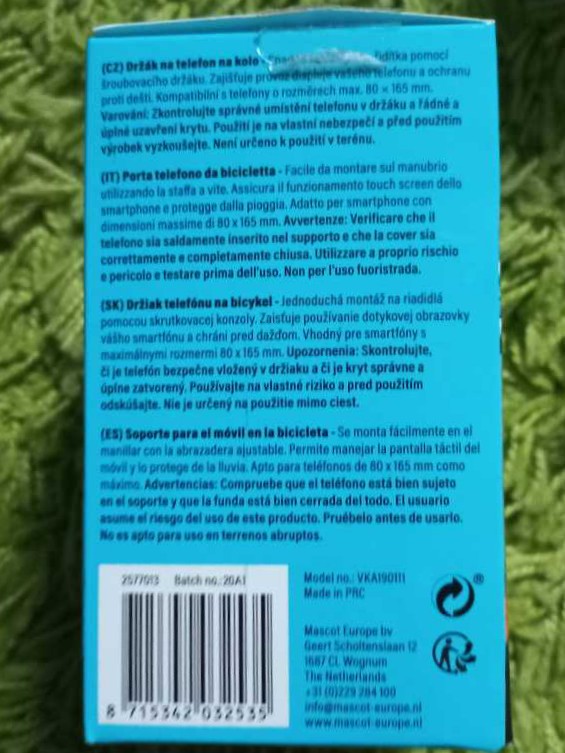 (CZ) Držák na telefon na kolo - řidítka pomocí
šroubovacího držáku. Zajišťuje provoz displeje vašeho telefonu a ochranu
proti dešti. Kompatibilní s telefony o rozměrech max. 80 × 165 mm.
Varování: Zkontrolujte správné umístění telefonu v držáku a řádné a
úplné uzavření krytu. Použití je na vlastní nebezpečí a před použitím
výrobek vyzkoušejte. Není určeno k použití v terénu.
(IT) Porta telefono da bicicletta - Facile da montare sul manubrio
utilizzando la staffa a vite. Assicura il funzionamento touch screen dello
smartphone e protegge dalla pioggia. Adatto per smartphone con
dimensioni massime di 80 x 165 mm. Avvertenze: Verificare che il
telefono sia saldamente inserito nel supporto e che la cover sia
correttamente e completamente chiusa. Utilizzare a proprio rischio
e pericolo e testare prima dell'uso. Non per l'uso fuoristrada.
(SK) Držiak telefónu na bicykel - Jednoduchá montáž na riadidlá
pomocou skrutkovacej konzoly. Zaisťuje používanie dotykovej obrazovky
vášho smartfónu a chráni pred dažďom. Vhodný pre smartfóny s
maximálnymi rozmermi 80 x 165 mm. Upozornenia: Skontrolujte,
či je telefón bezpečne vložený v držiaku a či je kryt správne a
úplne zatvorený. Používajte na vlastné riziko a pred použitím
odskúšajte. Nie je určený na použitie mimo ciest.
(ES) Soporte para el móvil en la bicicleta - Se monta fácilmente en el
manillar con la abrazadera ajustable. Permite manejar la pantalla táctil del
móvil y lo protege de la lluvia. Apto para teléfonos de 80 x 165 mm como
máximo. Advertencias: Compruebe que el teléfono está bien sujeto
en el soporte y que la funda está bien cerrada del todo. El usuario
asume el riesgo del uso de este producto. Pruébelo antes de usarlo.
No es apto para uso en terrenos abruptos.
2577013 Batch no.: 20A1
8 715342 032535
Model no.: VKA190111
Made in PRC
Mascot Europe bv
Geert Scholtenslaan 12
1687 CL Wognum
The Netherlands
+31 (0)229 284 100
info@mascot-europe.nl
www.mascot-europe.nl
®